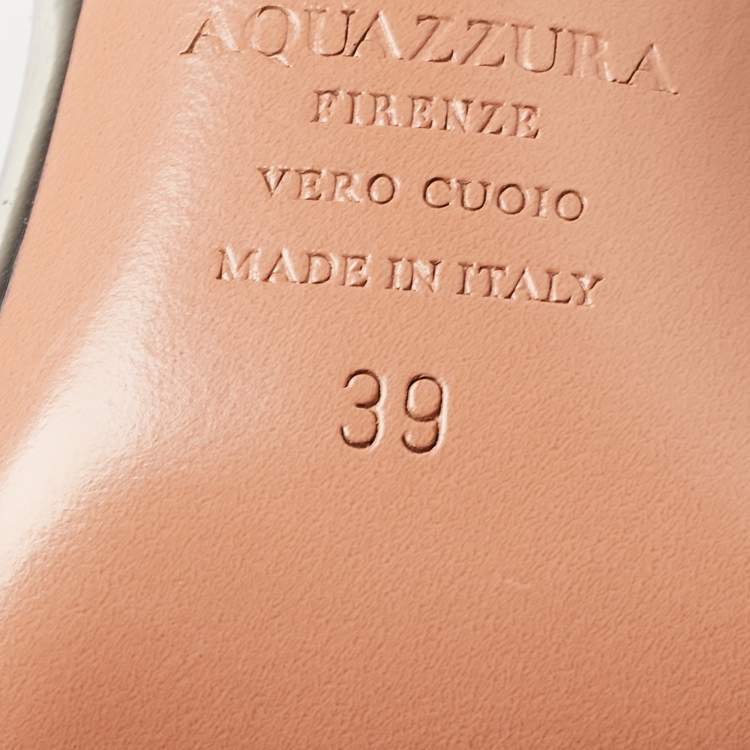 AQUAZZURA
FIRENZE
VERO CUOIO
MADE IN ITALY
39